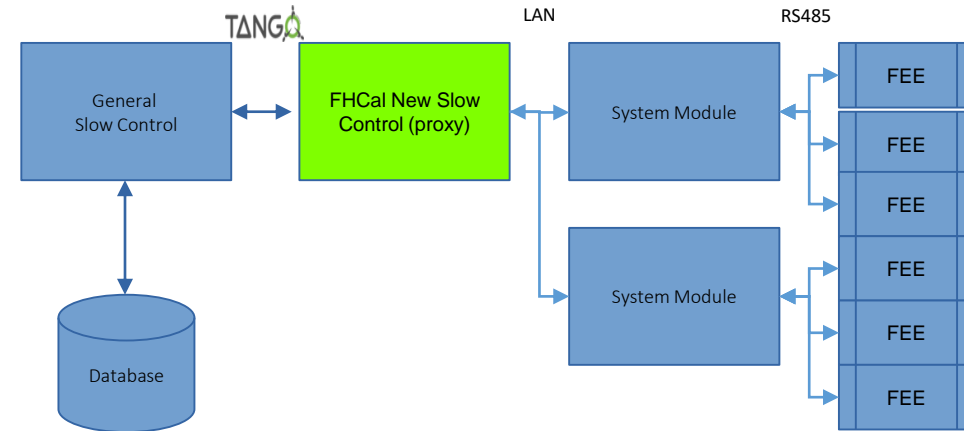 TANGO
LAN
RS485
General
Slow Control
FHCal New Slow
Control (proxy)
System Module
FEE
FEE
FEE
System Module
FEE
FEE
FEE
Database